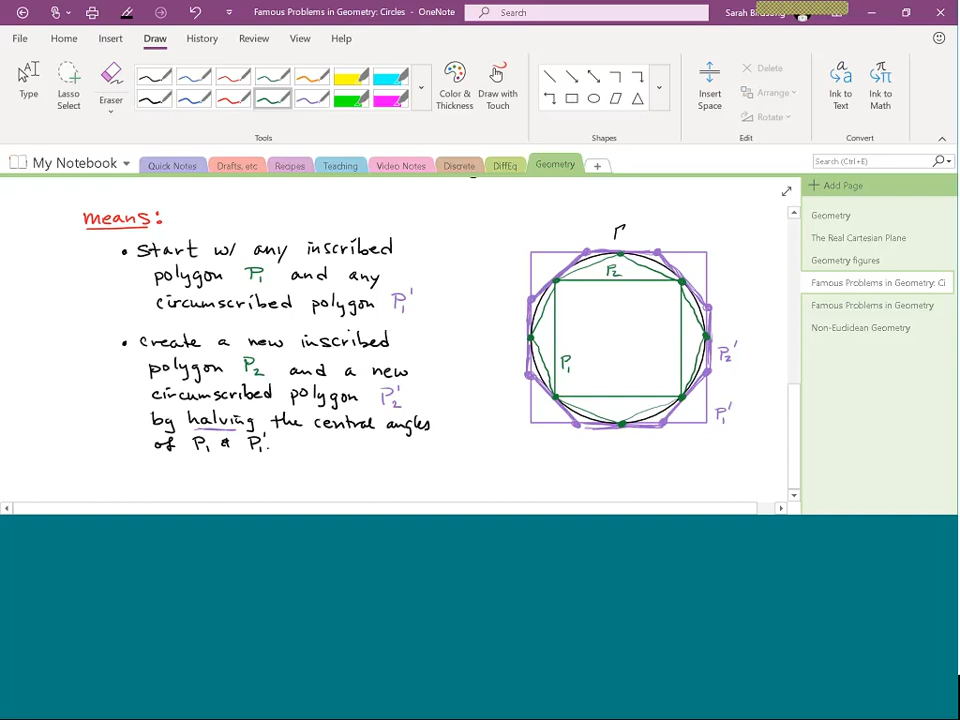 Famous Problems in Geometry: Circles - OneNote
Search
Sarah
File
Home
Insert
Draw
History
Review
View
Help
Type
Lasso Select
Eraser
Color & Thickness
Draw with Touch
Insert Space
Delete
Arrange
Rotate
Ink to Text
Ink to Math
Tools
Shapes
Edit
Convert
My Notebook
Quick Notes
Drafts, etc
Recipes
Teaching
Video Notes
Discrete
DiffEq
Geometry
Search (Ctrl+E)
Add Page
Geometry
The Real Cartesian Plane
Geometry figures
Famous Problems in Geometry: Ci
Famous Problems in Geometry
Non-Euclidean Geometry
means:
• Start w/ any inscribed
polygon P₁ and any
circumscribed polygon P₁'
• Create a new inscribed
polygon P₂ and a new
circumscribed polygon P₂'
by halving the central angles
of P₁ & P₁'.
Γ
P₂
P₁
P₂'
P₁'